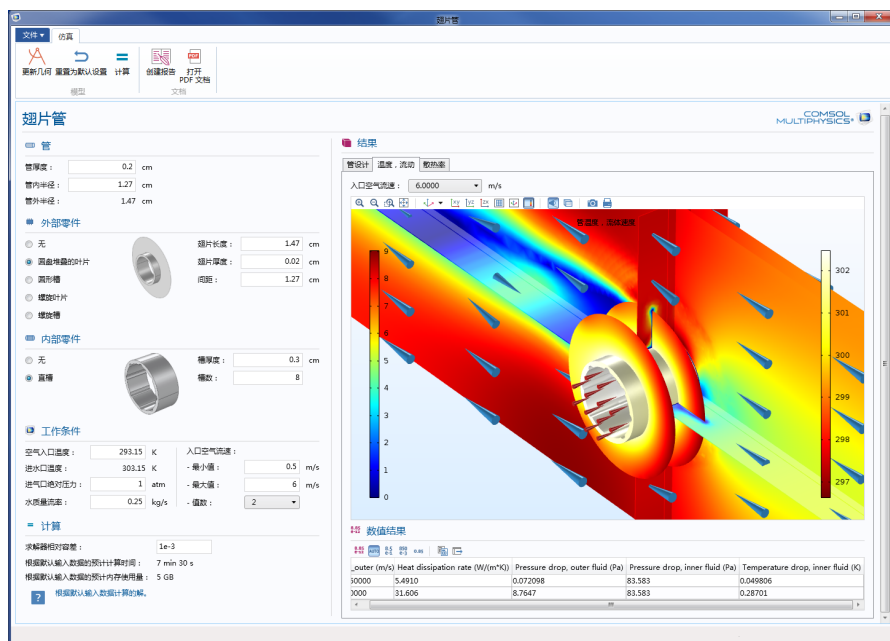 翅片管
文件 仿真
更新几何 重置为默认设置 计算 创建报告 打开 PDF 文档
模型 文档
翅片管
COMSOL MULTIPHYSICS®
管
管厚度： 0.2 cm
管内半径： 1.27 cm
管外半径： 1.47 cm
外部零件
无
圆盘堆叠的叶片
圆形槽
螺旋叶片
螺旋槽
翅片长度： 1.47 cm
翅片厚度： 0.02 cm
间距： 1.27 cm
内部零件
无
直槽
槽厚度： 0.3 cm
槽数： 8
工作条件
空气入口温度： 293.15 K
进水口温度： 303.15 K
进气口绝对压力： 1 atm
水质量流率： 0.25 kg/s
入口空气流速：
- 最小值： 0.5 m/s
- 最大值： 6 m/s
- 值数： 2
计算
求解器相对容差： 1e-3
根据默认输入数据的预计计算时间： 7 min 30 s
根据默认输入数据的预计内存使用量： 5 GB
根据默认输入数据计算的解。
结果
管设计 温度，流动 散热率
入口空气流速： 6.0000 m/s
管温度，流体速度
9
8
7
6
5
4
3
2
1
0
302
301
300
299
298
297
数值结果
_outer (m/s) Heat dissipation rate (W/(m*K)) Pressure drop, outer fluid (Pa) Pressure drop, inner fluid (Pa) Temperature drop, inner fluid (K)
5.4910 0.072098 83.583 0.049806
31.606 8.7647 83.583 0.28701